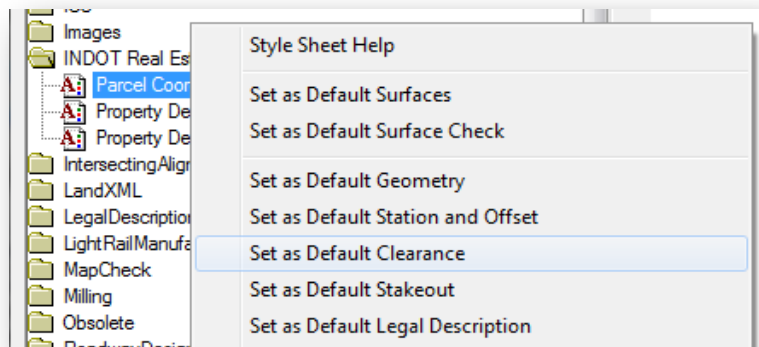 Images
INDOT Real Es
Parcel Coor
Property De
Property De
IntersectingAligr
LandXML
LegalDescription
LightRailManufa
MapCheck
Milling
Obsolete
Style Sheet Help
Set as Default Surfaces
Set as Default Surface Check
Set as Default Geometry
Set as Default Station and Offset
Set as Default Clearance
Set as Default Stakeout
Set as Default Legal Description